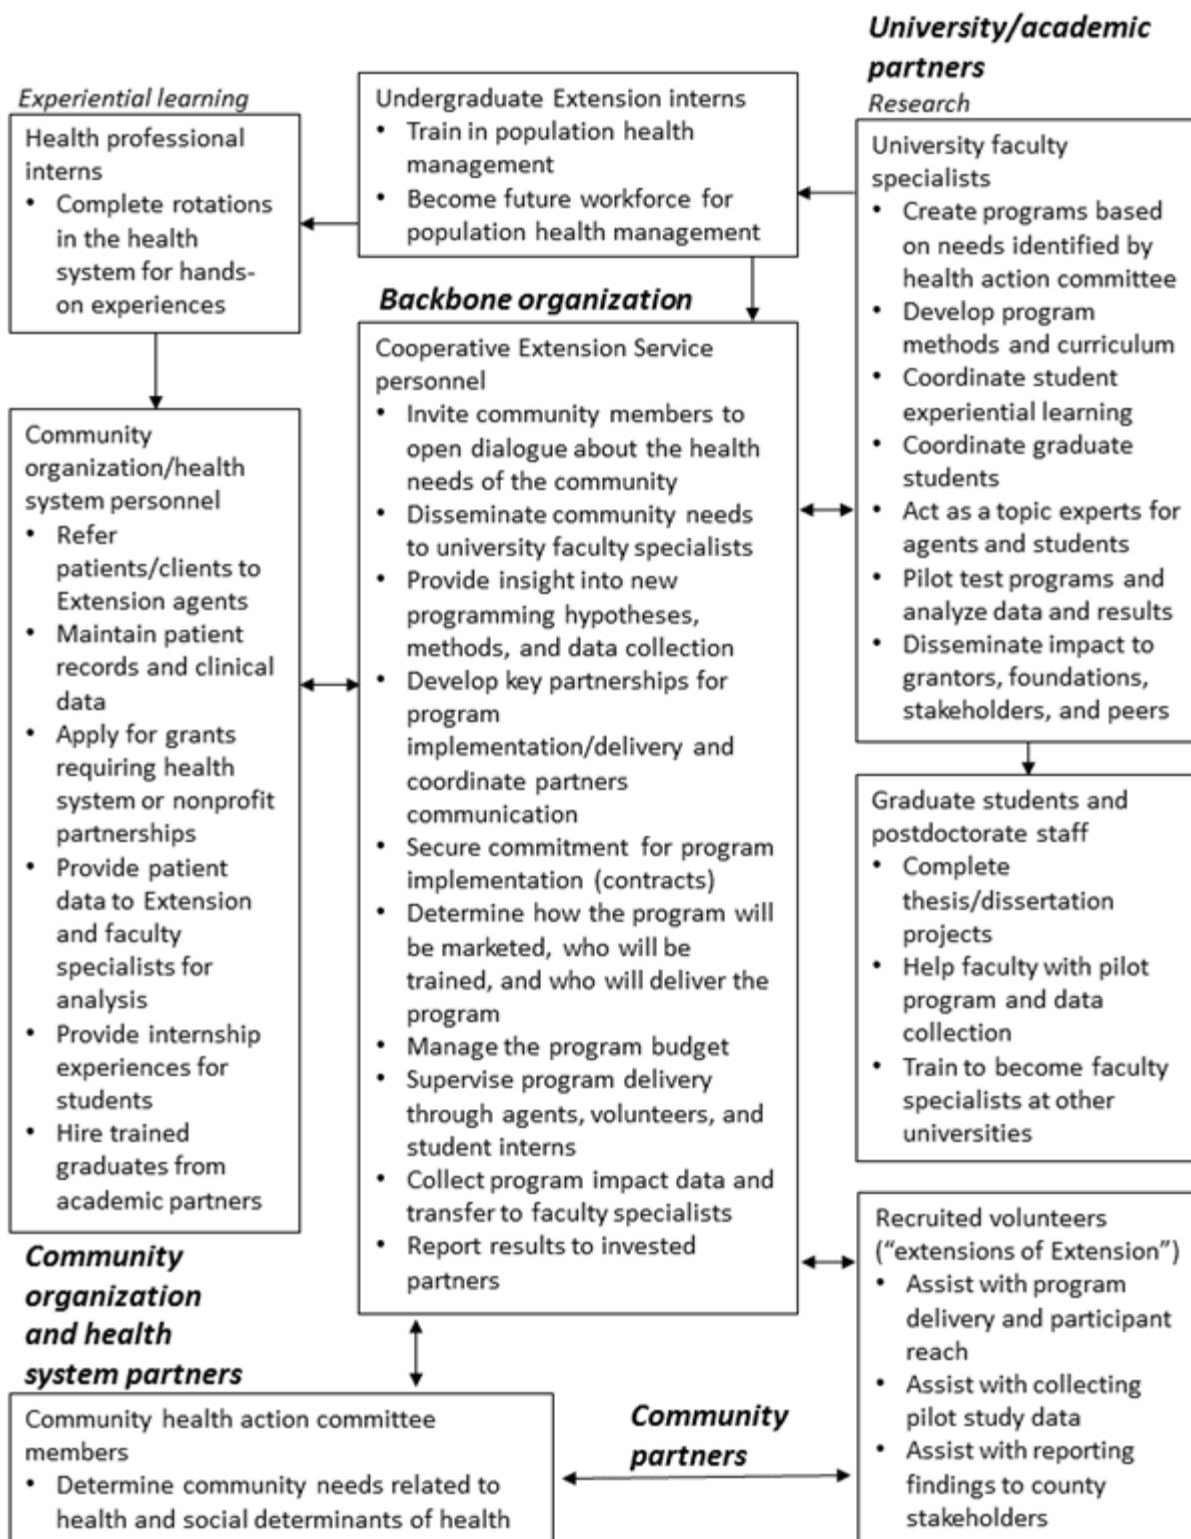 University/academic
partners
Research
Experiential learning
Health professional
interns
• Complete rotations
in the health
system for hands-
on experiences
Undergraduate Extension interns
• Train in population health
management
• Become future workforce for
population health management
University faculty
specialists
• Create programs based
on needs identified by
health action committee
• Develop program
methods and curriculum
• Coordinate student
experiential learning
• Coordinate graduate
students
• Act as a topic experts for
agents and students
• Pilot test programs and
analyze data and results
• Disseminate impact to
grantors, foundations,
stakeholders, and peers
Backbone organization
Cooperative Extension Service
personnel
• Invite community members to
open dialogue about the health
needs of the community
• Disseminate community needs
to university faculty specialists
• Provide insight into new
programming hypotheses,
methods, and data collection
• Develop key partnerships for
program
implementation/delivery and
coordinate partners
communication
• Secure commitment for program
implementation (contracts)
• Determine how the program will
be marketed, who will be
trained, and who will deliver the
program
• Manage the program budget
• Supervise program delivery
through agents, volunteers, and
student interns
• Collect program impact data and
transfer to faculty specialists
• Report results to invested
partners
Community
organization/health
system personnel
• Refer
patients/clients to
Extension agents
• Maintain patient
records and clinical
data
• Apply for grants
requiring health
system or nonprofit
partnerships
• Provide patient
data to Extension
and faculty
specialists for
analysis
• Provide internship
experiences for
students
• Hire trained
graduates from
academic partners
Community
organization
and health
system partners
Graduate students and
postdoctorate staff
• Complete
thesis/dissertation
projects
• Help faculty with pilot
program and data
collection
• Train to become faculty
specialists at other
universities
Recruited volunteers
(“extensions of Extension”)
• Assist with program
delivery and participant
reach
• Assist with collecting
pilot study data
• Assist with reporting
findings to county
stakeholders
Community health action committee
members
• Determine community needs related to
health and social determinants of health
Community
partners